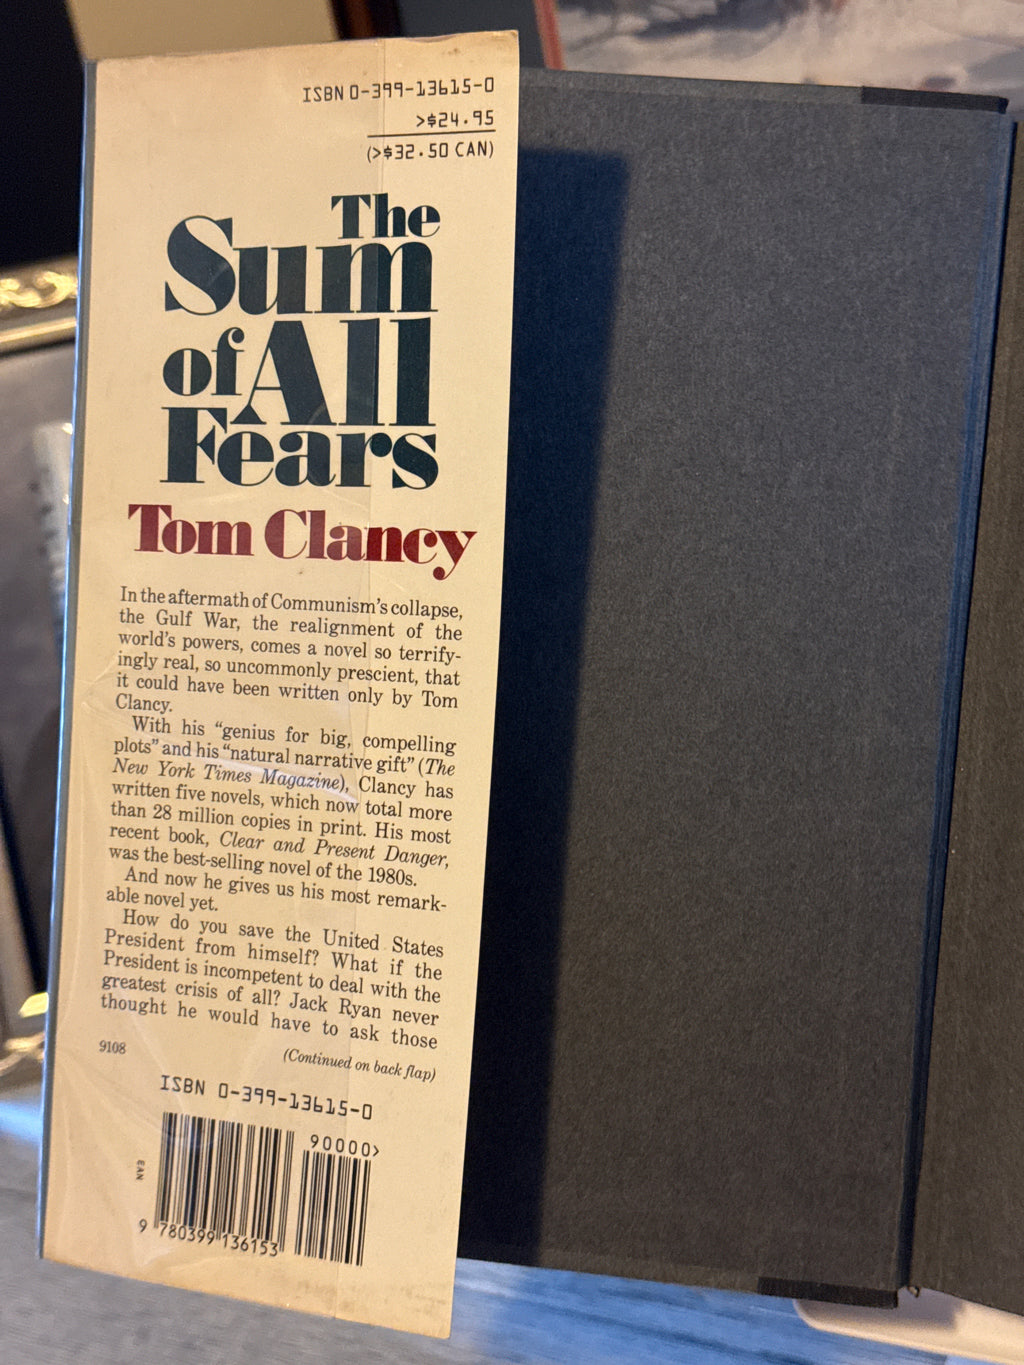 ISBN 0-399-13615-0
>$24.95
(>$32.50 CAN)
The
Sum
of All
Fears
Tom Clancy
In the aftermath of Communism's collapse,
the Gulf War, the realignment of the
world's powers, comes a novel so terrify-
ingly real, so uncommonly prescient, that
it could have been written only by Tom
Clancy.
With his "genius for big, compelling
plots" and his "natural narrative gift" (The
New York Times Magazine), Clancy has
written five novels, which now total more
than 28 million copies in print. His most
recent book, Clear and Present Danger,
was the best-selling novel of the 1980s.
And now he gives us his most remark-
able novel yet.
How do you save the United States
President from himself? What if the
President is incompetent to deal with the
greatest crisis of all? Jack Ryan never
thought he would have to ask those
9108
(Continued on back flap)
ISBN 0-399-13615-0
90000>
EAN
9 780399 136153